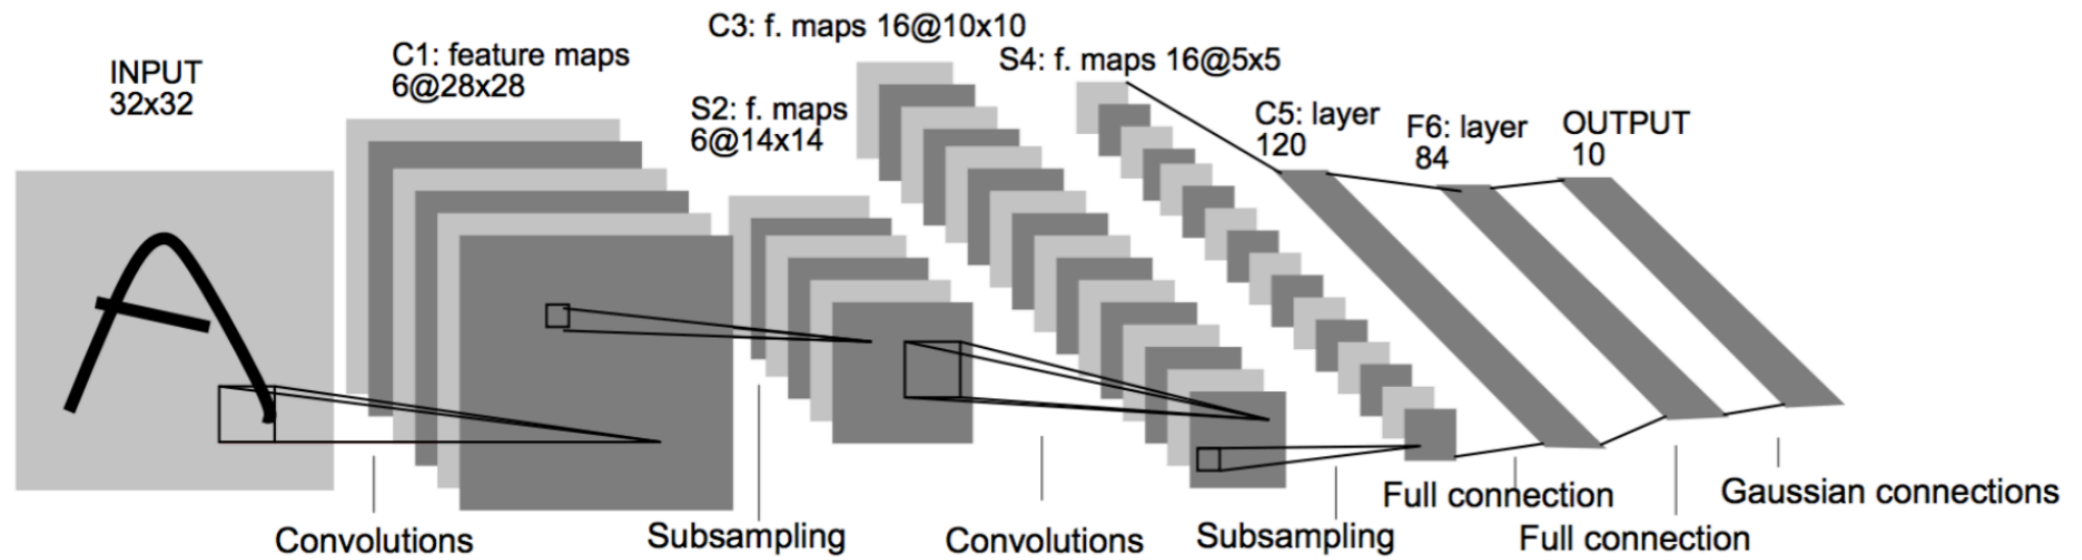 INPUT
32x32
C1: feature maps
6@28x28
S2: f. maps
6@14x14
C3: f. maps 16@10x10
S4: f. maps 16@5x5
C5: layer
120
F6: layer
84
OUTPUT
10
Convolutions
Subsampling
Convolutions
Subsampling
Full connection
Full connection
Gaussian connections